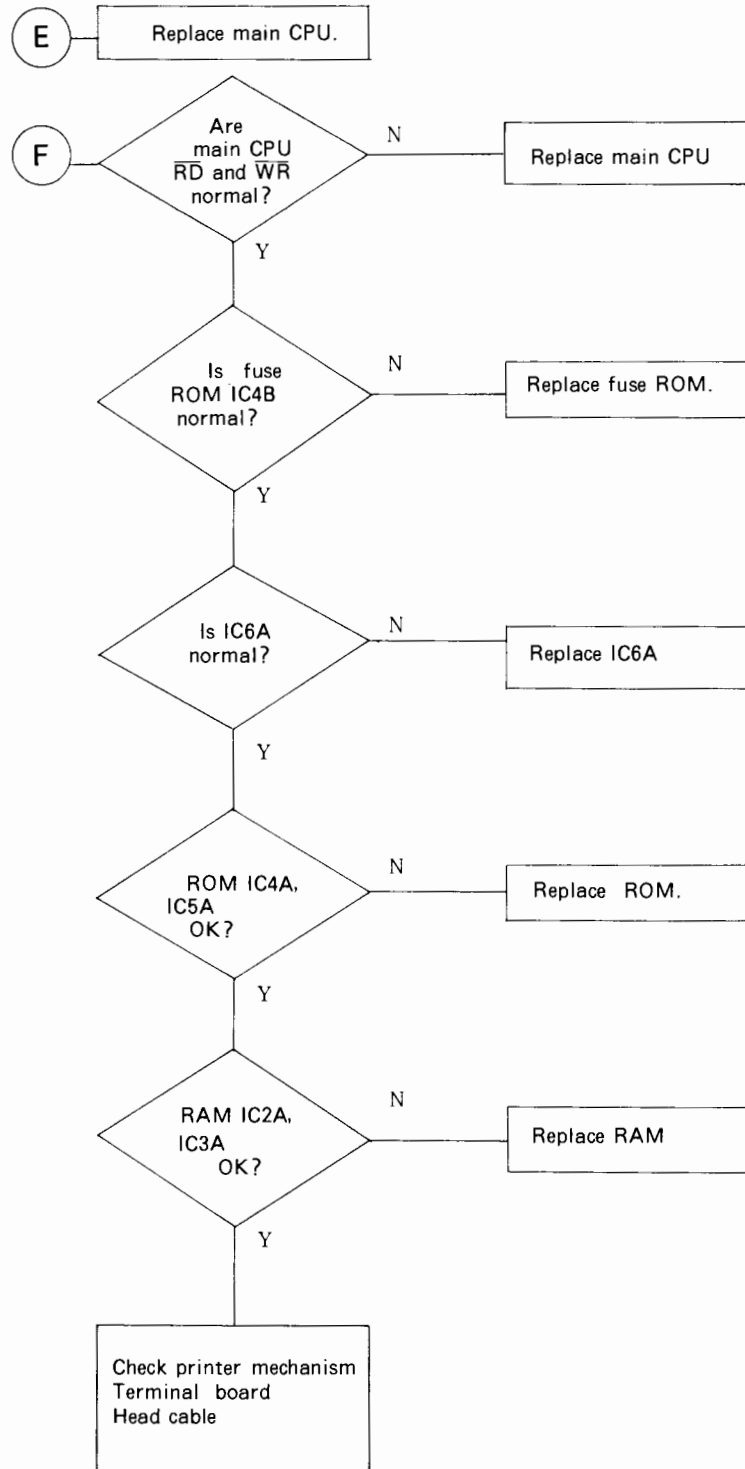 E
Replace main CPU.
F
Are
main CPU
R̅D̅ and W̅R̅
normal?
N
Replace main CPU
Y
Is fuse
ROM IC4B
normal?
N
Replace fuse ROM.
Y
Is IC6A
normal?
N
Replace IC6A
Y
ROM IC4A,
IC5A
OK?
N
Replace ROM.
Y
RAM IC2A,
IC3A
OK?
N
Replace RAM
Y
Check printer mechanism
Terminal board
Head cable